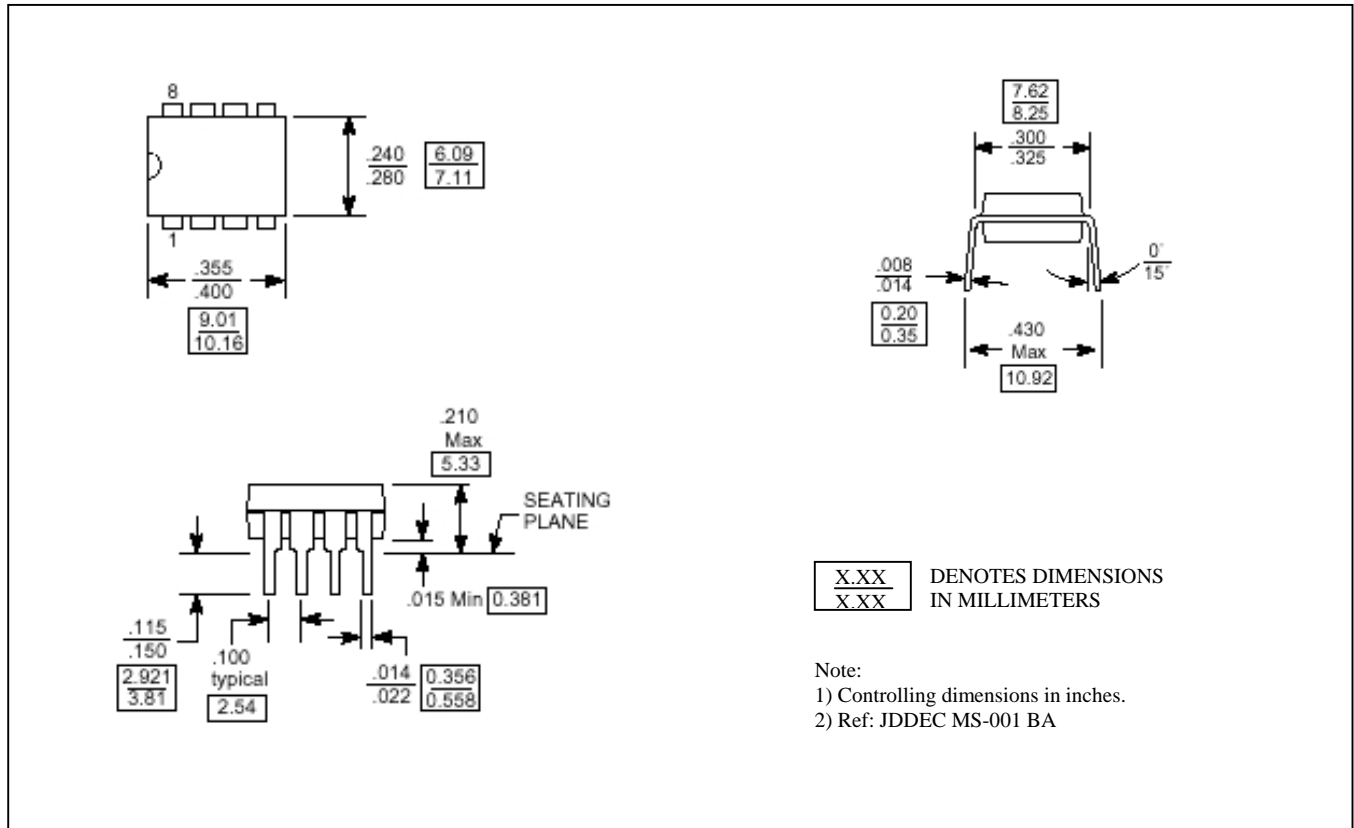 8
1
.240
.280
6.09
7.11
.355
.400
9.01
10.16
7.62
8.25
.300
.325
.008
.014
0.20
0.35
0°
15°
.430
Max
10.92
.210
Max
5.33
SEATING
PLANE
.015 Min 0.381
.115
.150
2.921
3.81
.100
typical
2.54
.014
.022
0.356
0.558
X.XX
X.XX
DENOTES DIMENSIONS
IN MILLIMETERS
Note:
1) Controlling dimensions in inches.
2) Ref: JDDEC MS-001 BA